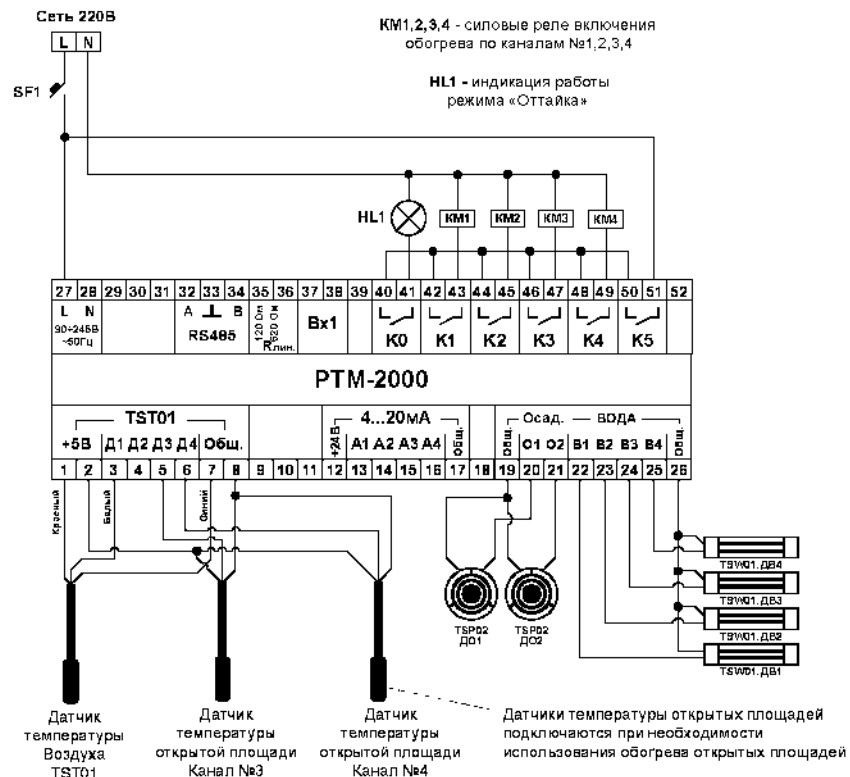 Сеть 220В
L N
SF1
КМ1,2,3,4 - силовые реле включения
обогрева по каналам №1,2,3,4
HL1 - индикация работы
режима «Оттайка»
HL1
КМ1 КМ2 КМ3 КМ4
27 28 29 30 31 32 33 34 35 36 37 38 39 40 41 42 43 44 45 46 47 48 49 50 51 52
L N
90÷245В
~50Гц
A ⊥ B
RS485
120 Ом
620 Ом
Rлин.
Вх1
К0 К1 К2 К3 К4 К5
РТМ-2000
TST01
+5В Д1 Д2 Д3 Д4 Общ.
4...20мА
+24В А1 А2 А3 А4 Общ.
Осад. ВОДА
Общ. О1 О2 В1 В2 В3 В4 Общ.
1 2 3 4 5 6 7 8 9 10 11 12 13 14 15 16 17 18 19 20 21 22 23 24 25 26
Красный
Белый
Синий
TSW01.ДВ4
TSW01.ДВ3
TSW01.ДВ2
TSW01.ДВ1
TSP02
ДО1
TSP02
ДО2
Датчик
температуры
Воздуха
TST01
Датчик
температуры
открытой площади
Канал №3
Датчик
температуры
открытой площади
Канал №4
Датчики температуры открытых площадей
подключаются при необходимости
использования обогрева открытых площадей